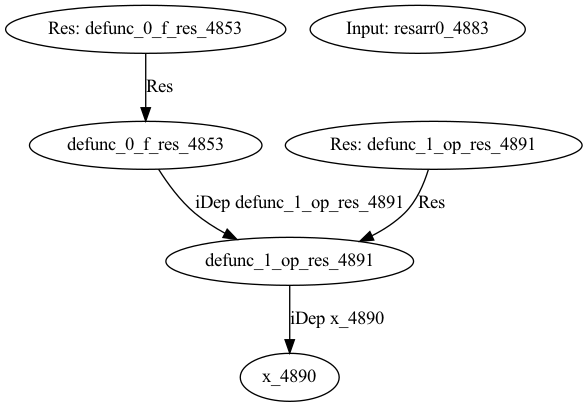 Res: defunc_0_f_res_4853
Input: resarr0_4883
Res
defunc_0_f_res_4853
Res: defunc_1_op_res_4891
iDep defunc_1_op_res_4891
Res
defunc_1_op_res_4891
iDep x_4890
x_4890